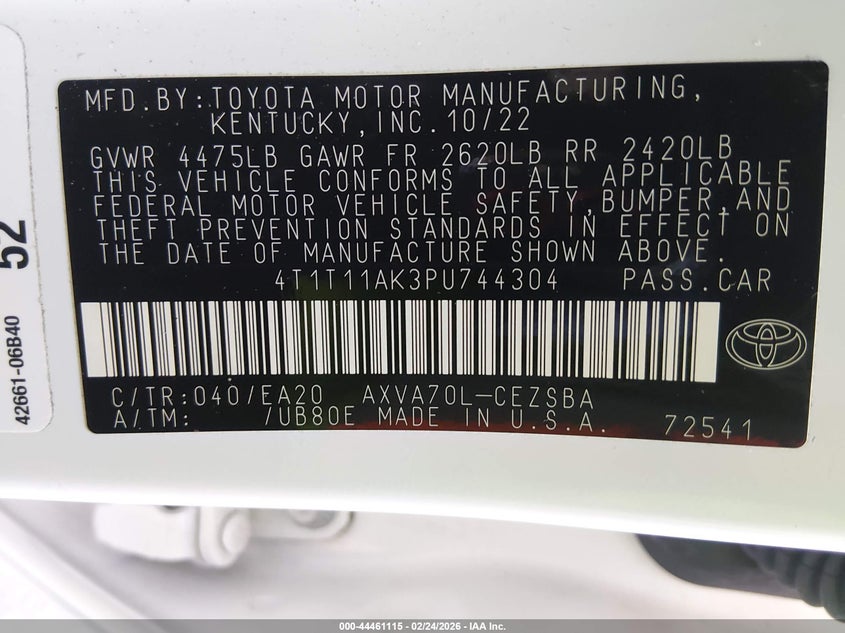 MFD.BY:TOYOTA MOTOR MANUFACTURING,
KENTUCKY,INC.10/22
GVWR 4475LB GAWR FR 2620LB RR 2420LB
THIS VEHICLE CONFORMS TO ALL APPLICABLE
FEDERAL MOTOR VEHICLE SAFETY,BUMPER,AND
THEFT PREVENTION STANDARDS IN EFFECT ON
THE DATE OF MANUFACTURE SHOWN ABOVE.
4T1T11AK3PU744304 PASS.CAR
C/TR:040/EA20 AXVA70L-CEZSBA
A/TM: /UB80E MADE IN U.S.A. 72541
52
42661-06B40
000-44461115 - 02/24/2026 - IAA Inc.